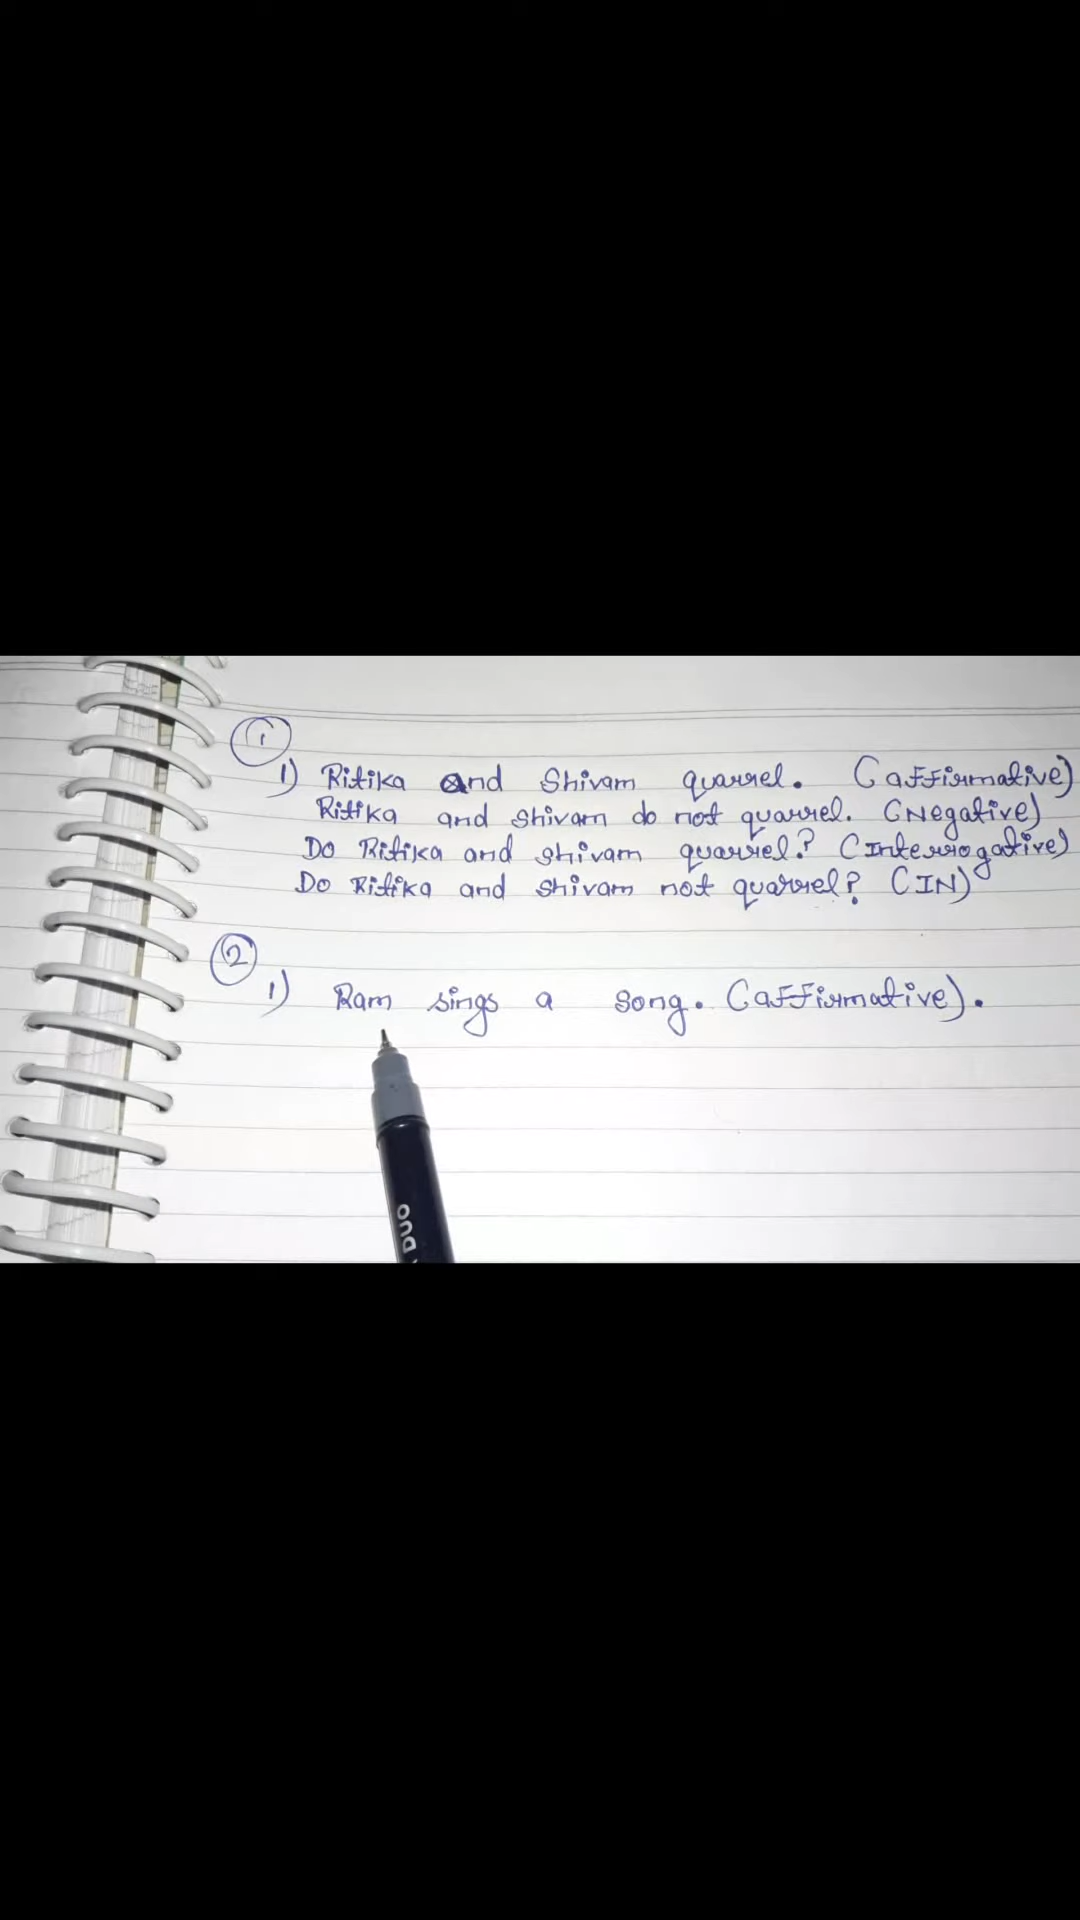 1
1) Ritika and Shivam quarrel. (affirmative)
Ritika and shivam do not quarrel. (Negative)
Do Ritika and shivam quarrel? (Interrogative)
Do Ritika and shivam not quarrel? (IN)
2
1) Ram sings a song. (affirmative).
DUO